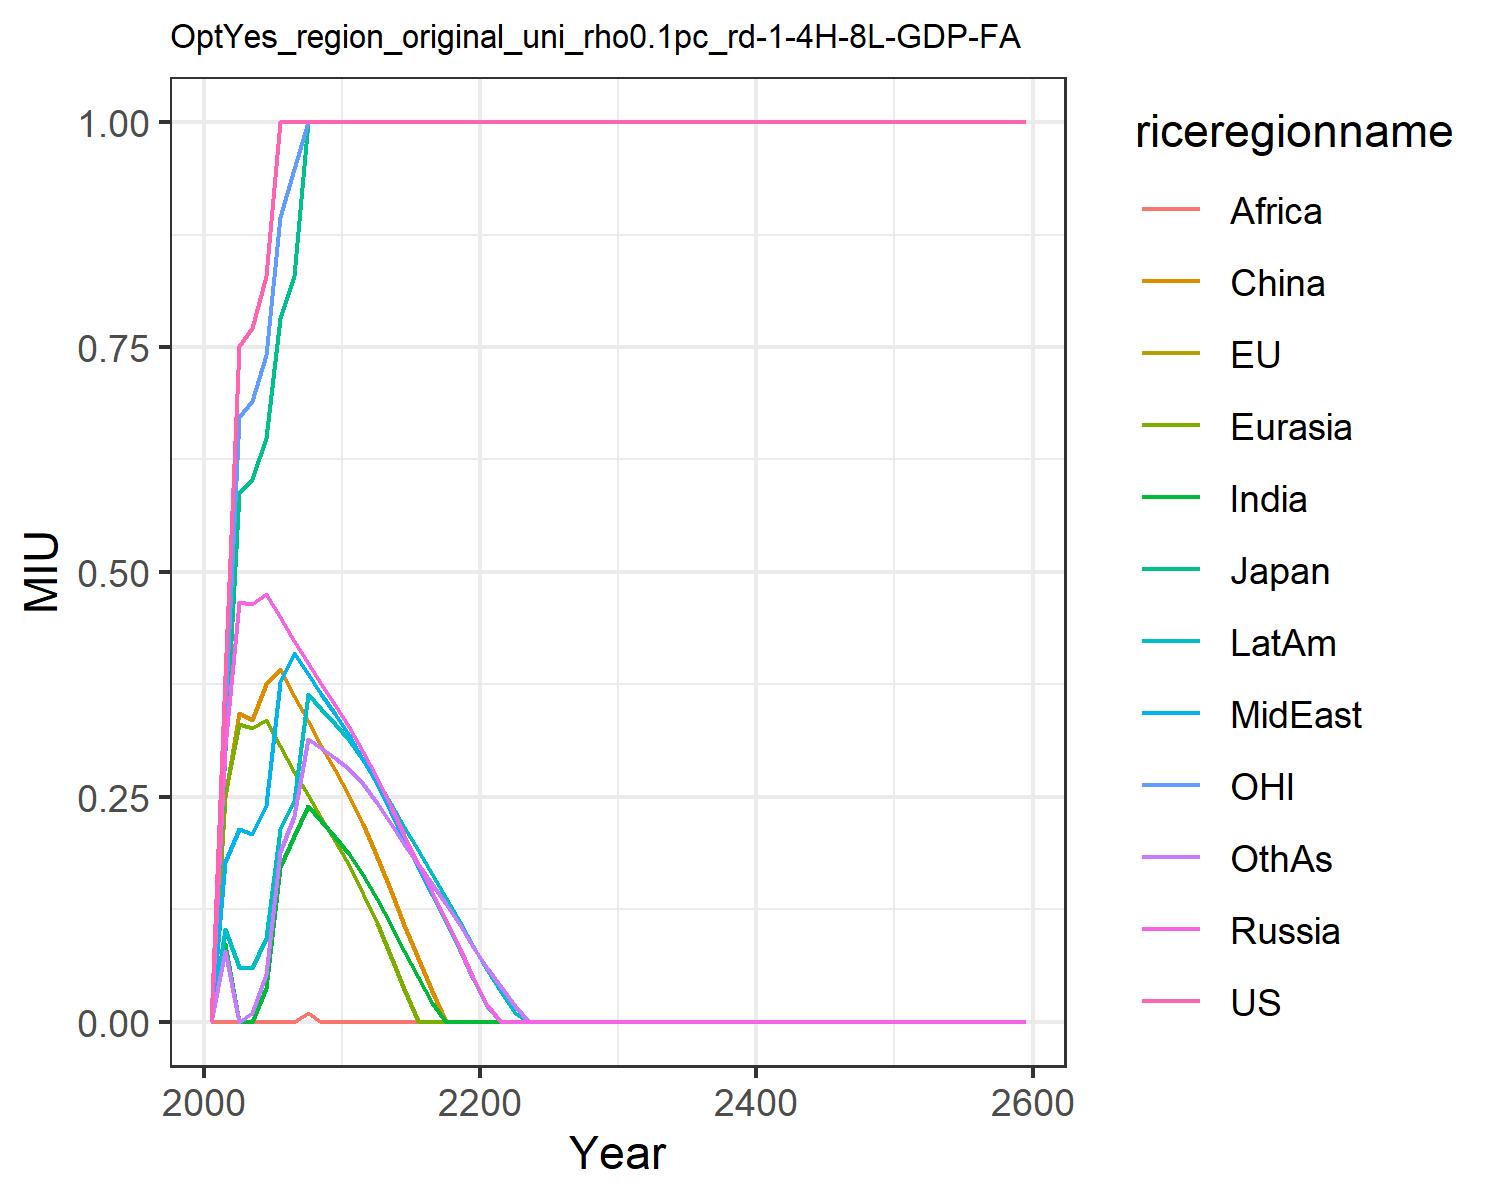 OptYes_region_original_uni_rho0.1pc_rd-1-4H-8L-GDP-FA
1.00
0.75
0.50
0.25
0.00
MIU
2000
2200
2400
2600
Year
riceregionname
Africa
China
EU
Eurasia
India
Japan
LatAm
MidEast
OHI
OthAs
Russia
US